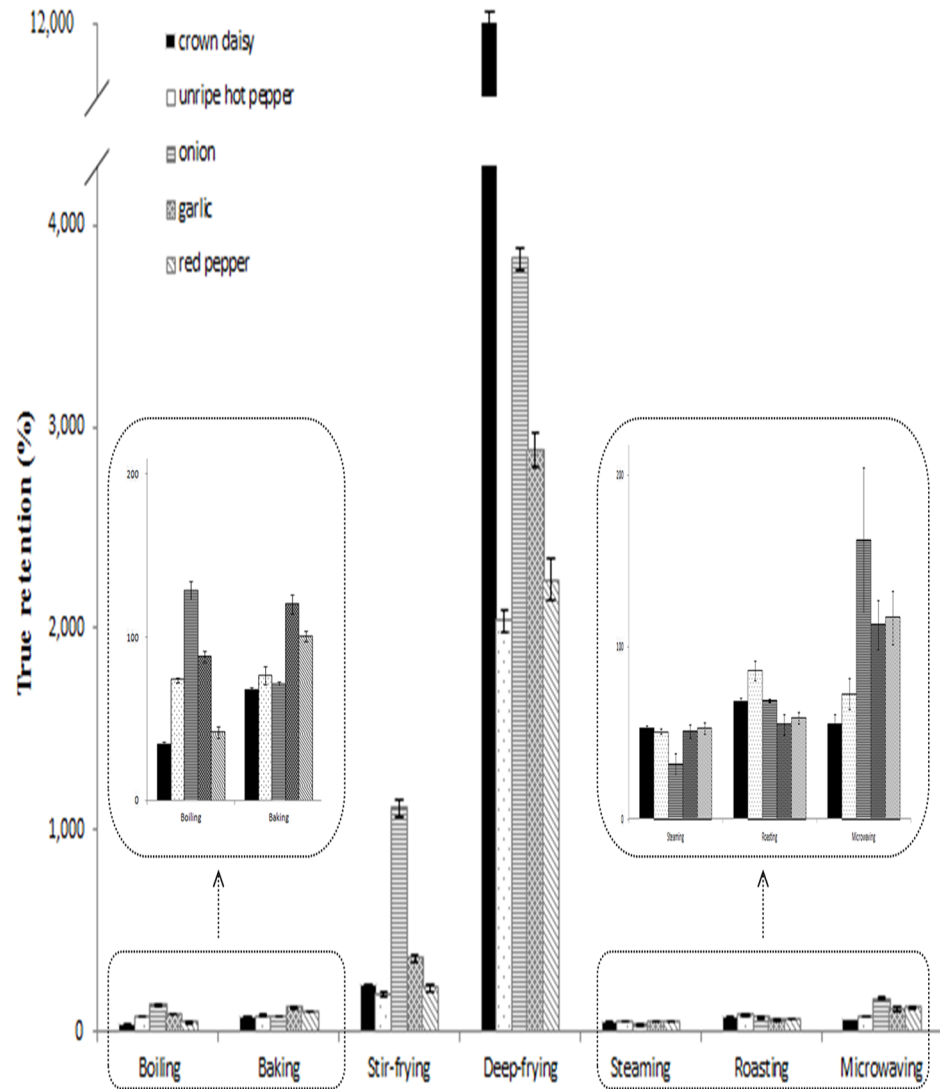 12,000
crown daisy
unripe hot pepper
onion
4,000
garlic
red pepper
3,000
True retention (%)
200
200
2,000
100
100
0
Boiling
Baking
0
Steaming
Roasting
Microwaving
1,000
0
Boiling
Baking
Stir-frying
Deep-frying
Steaming
Roasting
Microwaving